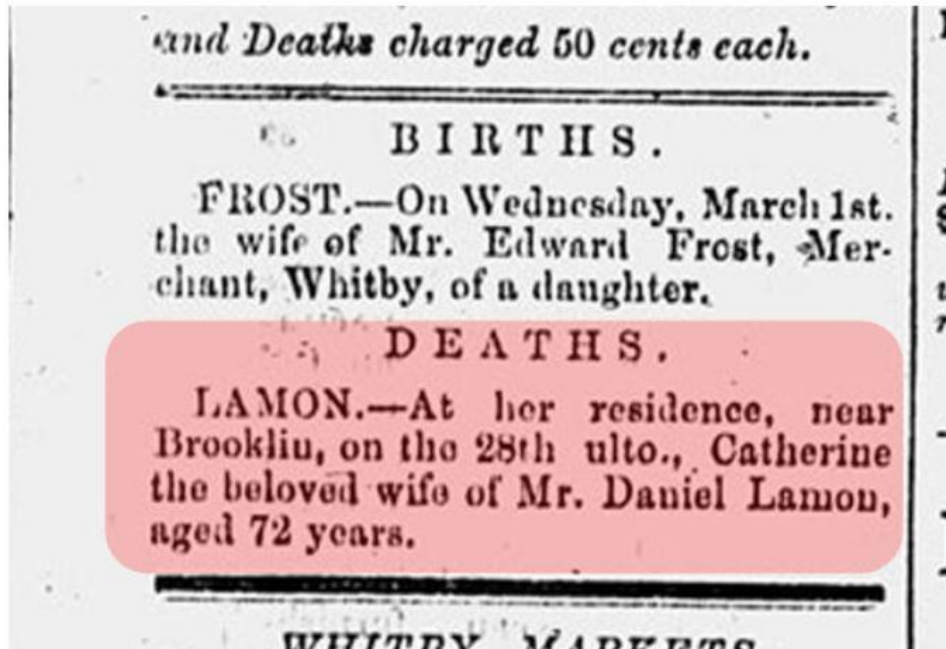 and Deaths charged 50 cents each.
BIRTHS.
FROST.—On Wednesday, March 1st.
the wife of Mr. Edward Frost, Mer-
chant, Whitby, of a daughter.
DEATHS.
LAMON.—At her residence, near
Brooklin, on the 28th ulto., Catherine
the beloved wife of Mr. Daniel Lamon,
aged 72 years.
WHITBY MARKETS